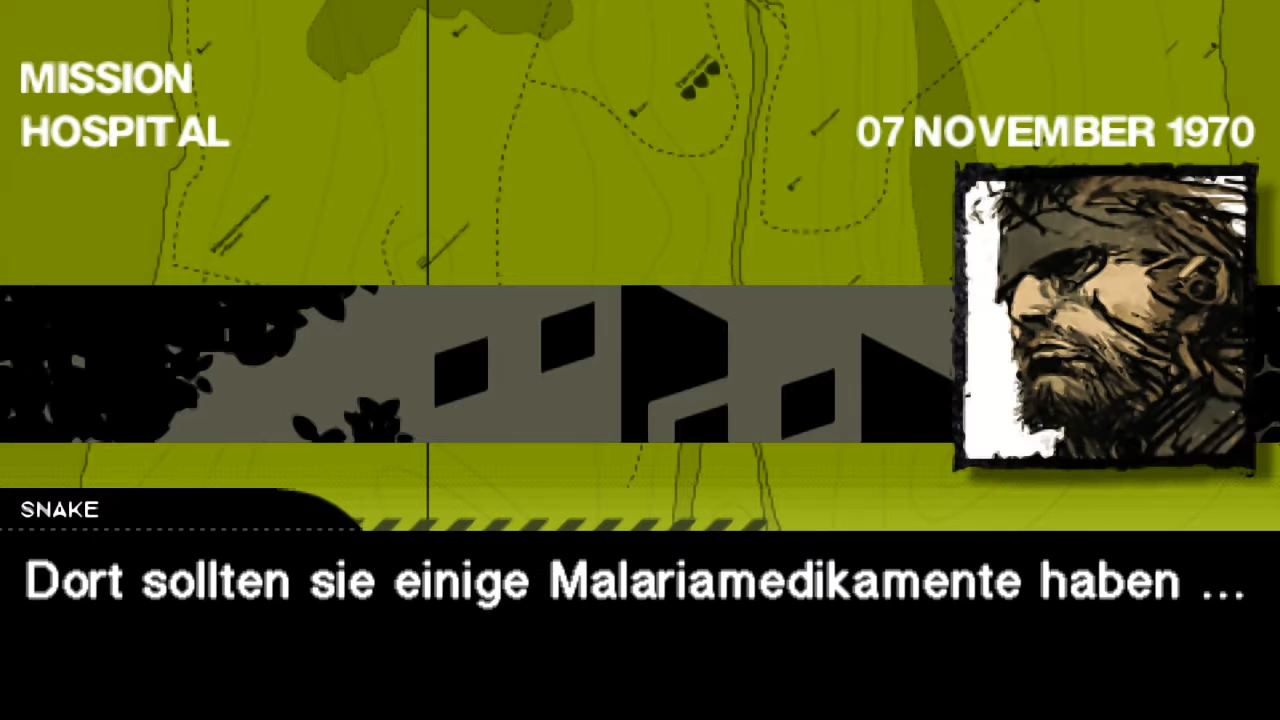 MISSION
HOSPITAL
07 NOVEMBER 1970
SNAKE
Dort sollten sie einige Malariamedikamente haben ...